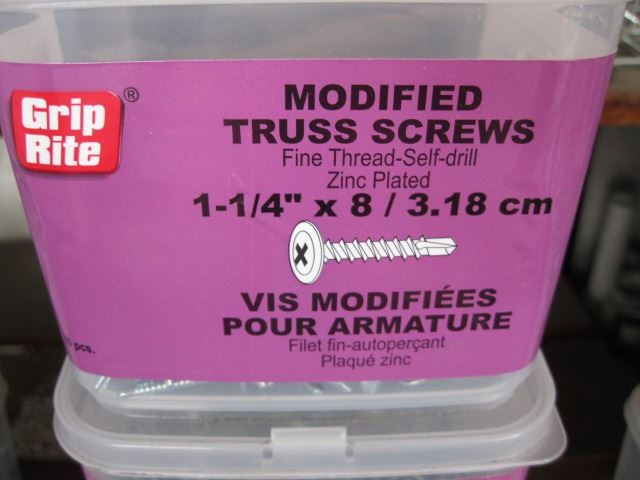 Grip
Rite
®
MODIFIED
TRUSS SCREWS
Fine Thread-Self-drill
Zinc Plated
1-1/4" x 8 / 3.18 cm
VIS MODIFIÉES
POUR ARMATURE
Filet fin-autoperçant
Plaqué zinc
pcs.